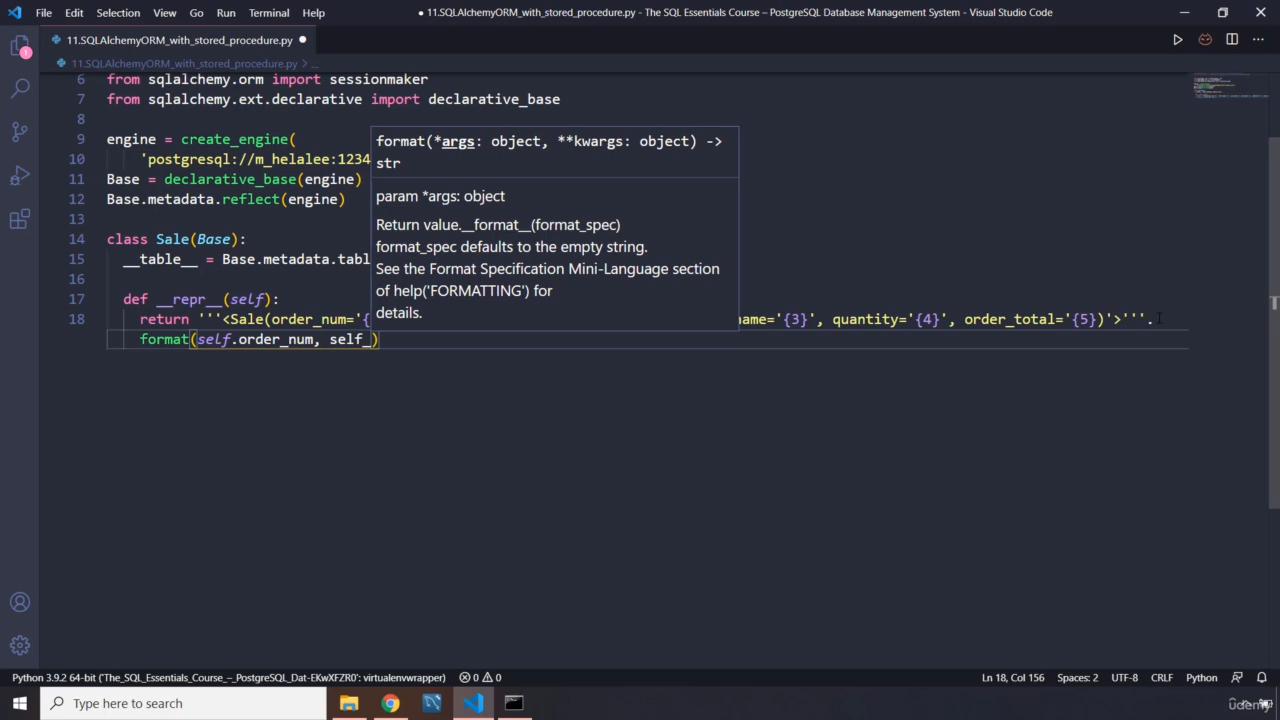 File Edit Selection View Go Run Terminal Help
● 11.SQLAlchemyORM_with_stored_procedure.py - The SQL Essentials Course – PostgreSQL Database Management System - Visual Studio Code
11.SQLAlchemyORM_with_stored_procedure.py ●
11.SQLAlchemyORM_with_stored_procedure.py > ...
1
6 from sqlalchemy.orm import sessionmaker
7 from sqlalchemy.ext.declarative import declarative_base
8
9 engine = create_engine(
10 'postgresql://m_helalee:1234
11 Base = declarative_base(engine)
12 Base.metadata.reflect(engine)
13
14 class Sale(Base):
15 __table__ = Base.metadata.tabl
16
17 def __repr__(self):
18 return '''<Sale(order_num='{ name='{3}', quantity='{4}', order_total='{5})'>'''.
format(self.order_num, self_)
format(*args: object, **kwargs: object) ->
str
param *args: object
Return value.__format__(format_spec)
format_spec defaults to the empty string.
See the Format Specification Mini-Language section
of help('FORMATTING') for
details.
Python 3.9.2 64-bit ('The_SQL_Essentials_Course_–_PostgreSQL_Dat-EKwXFZR0': virtualenvwrapper) 0 0 Ln 18, Col 156 Spaces: 2 UTF-8 CRLF Python
Type here to search
Udemy